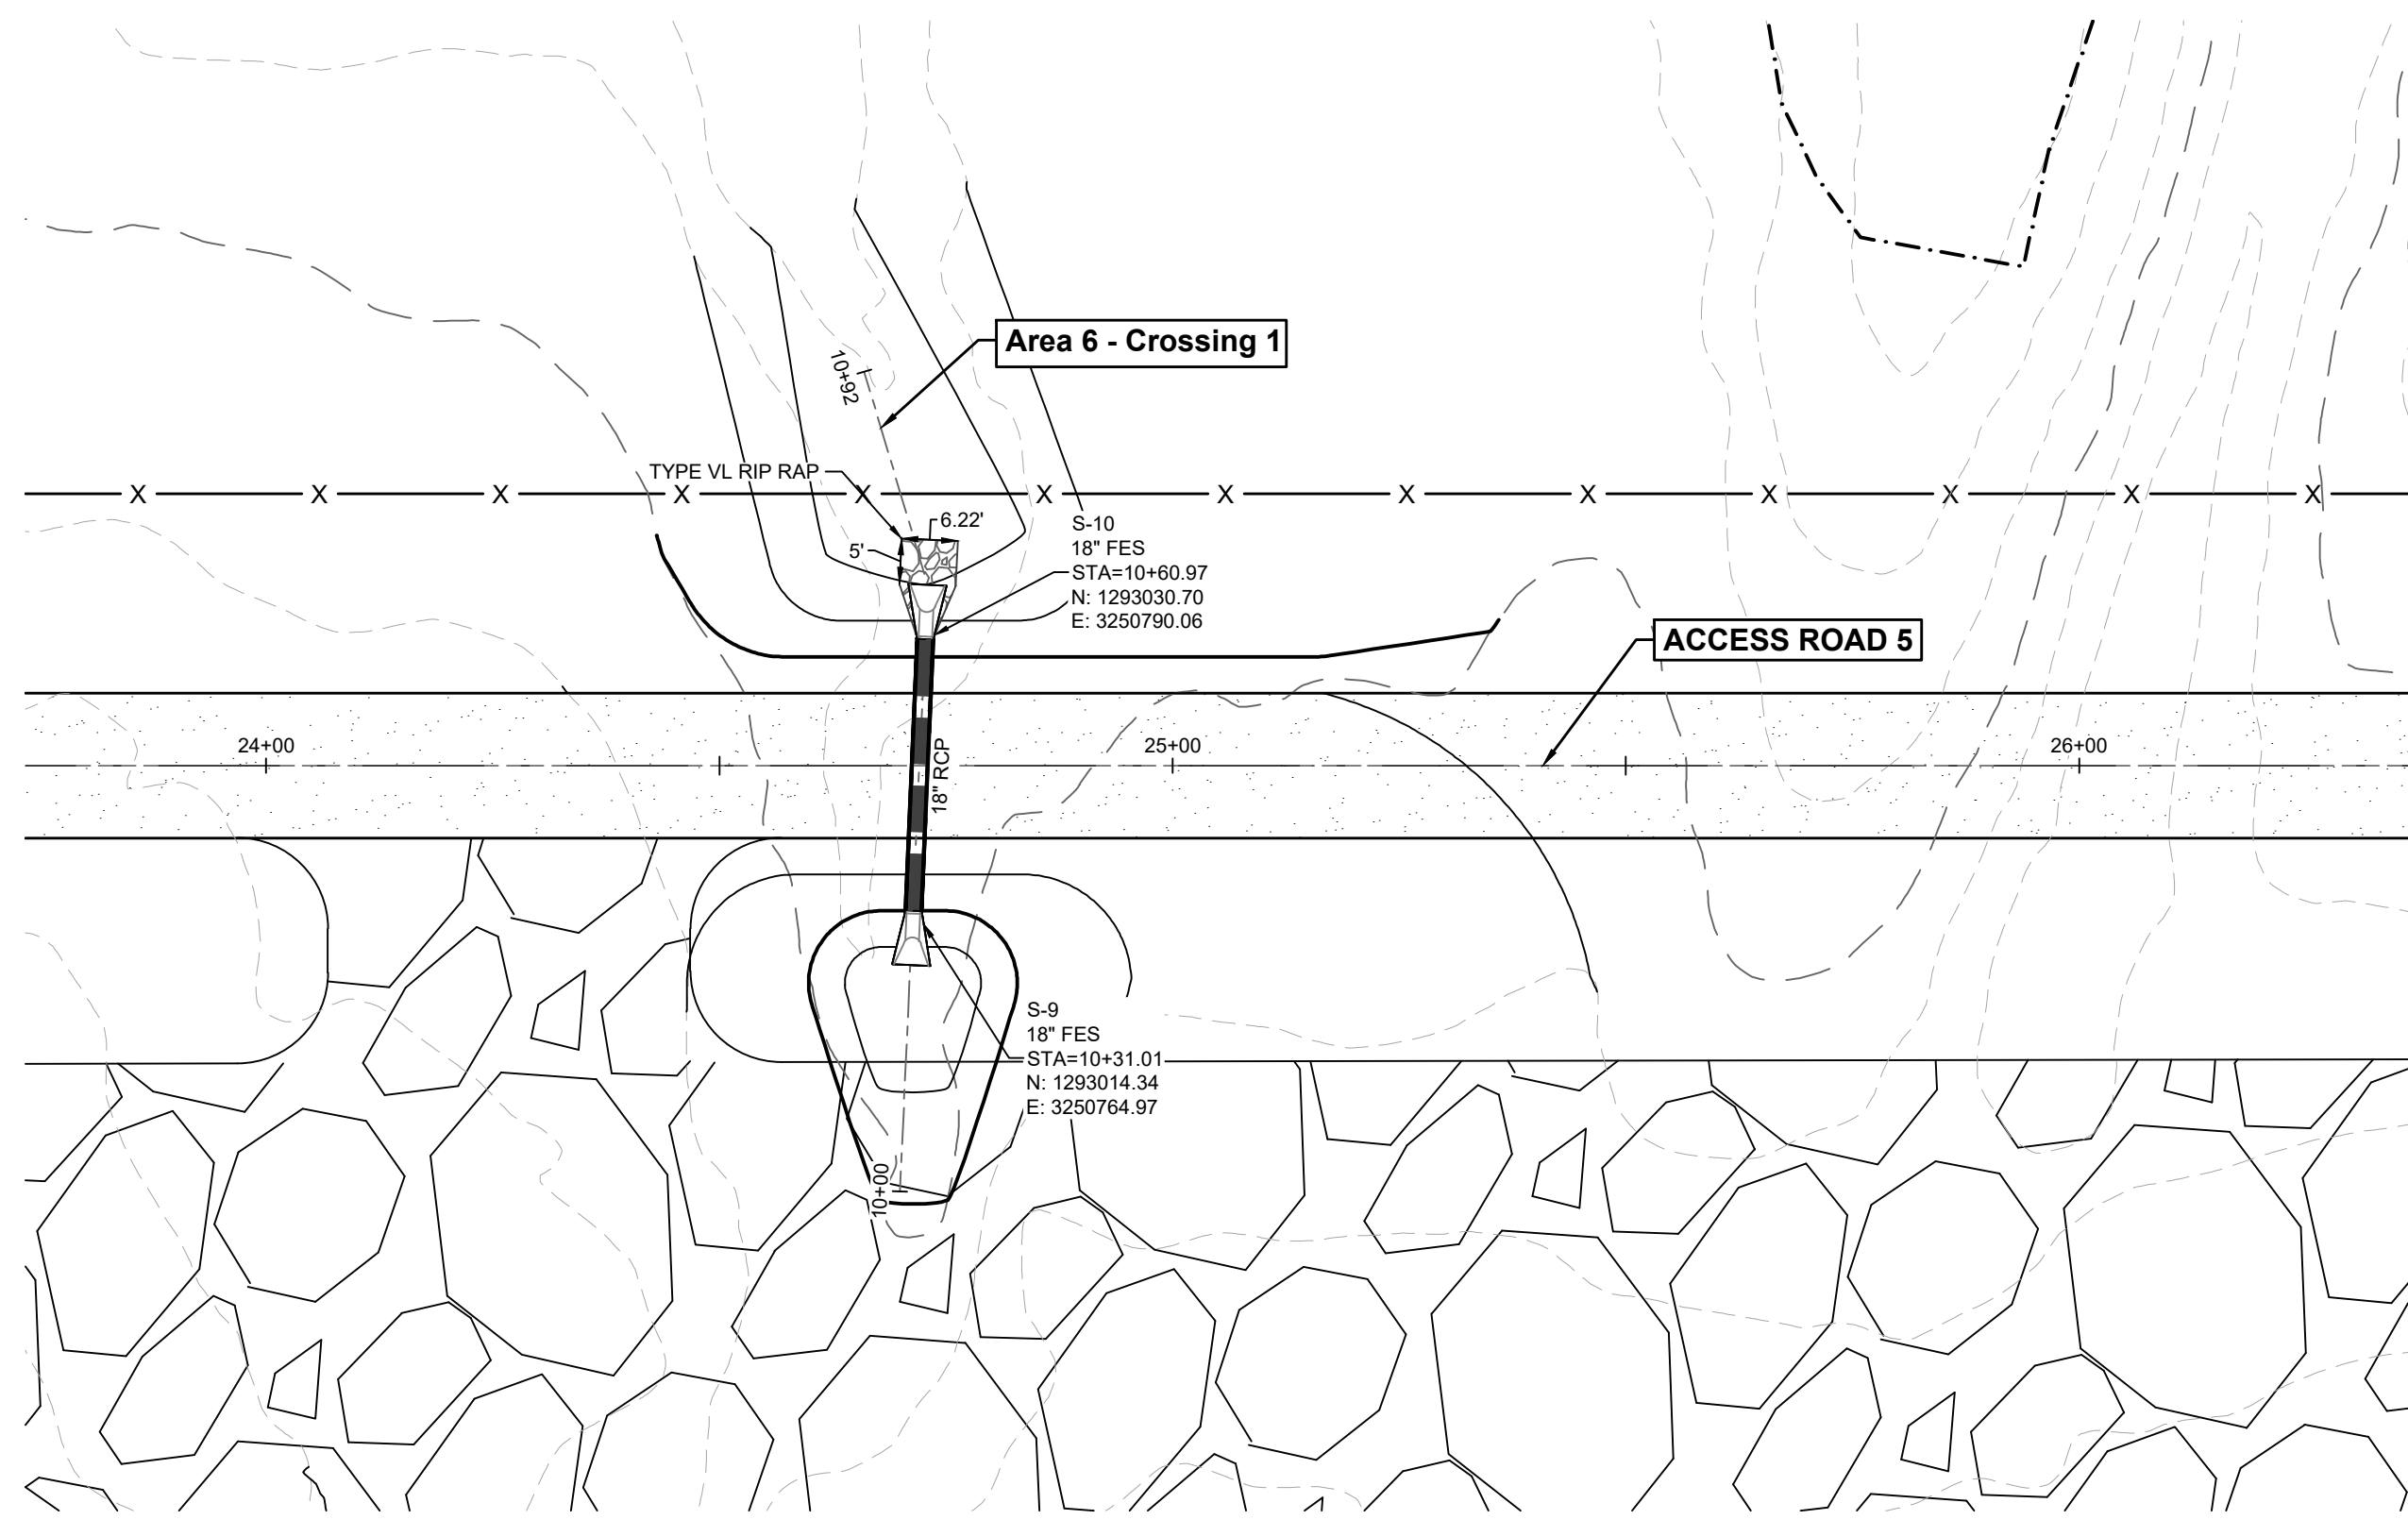 Area 6 - Crossing 1
10+92
TYPE VL RIP RAP
X X X X X X X X X X X X X
6.22'
5'
S-10
18" FES
STA=10+60.97
N: 1293030.70
E: 3250790.06
ACCESS ROAD 5
24+00
25+00
26+00
18" RCP
S-9
18" FES
STA=10+31.01
N: 1293014.34
E: 3250764.97
10+00